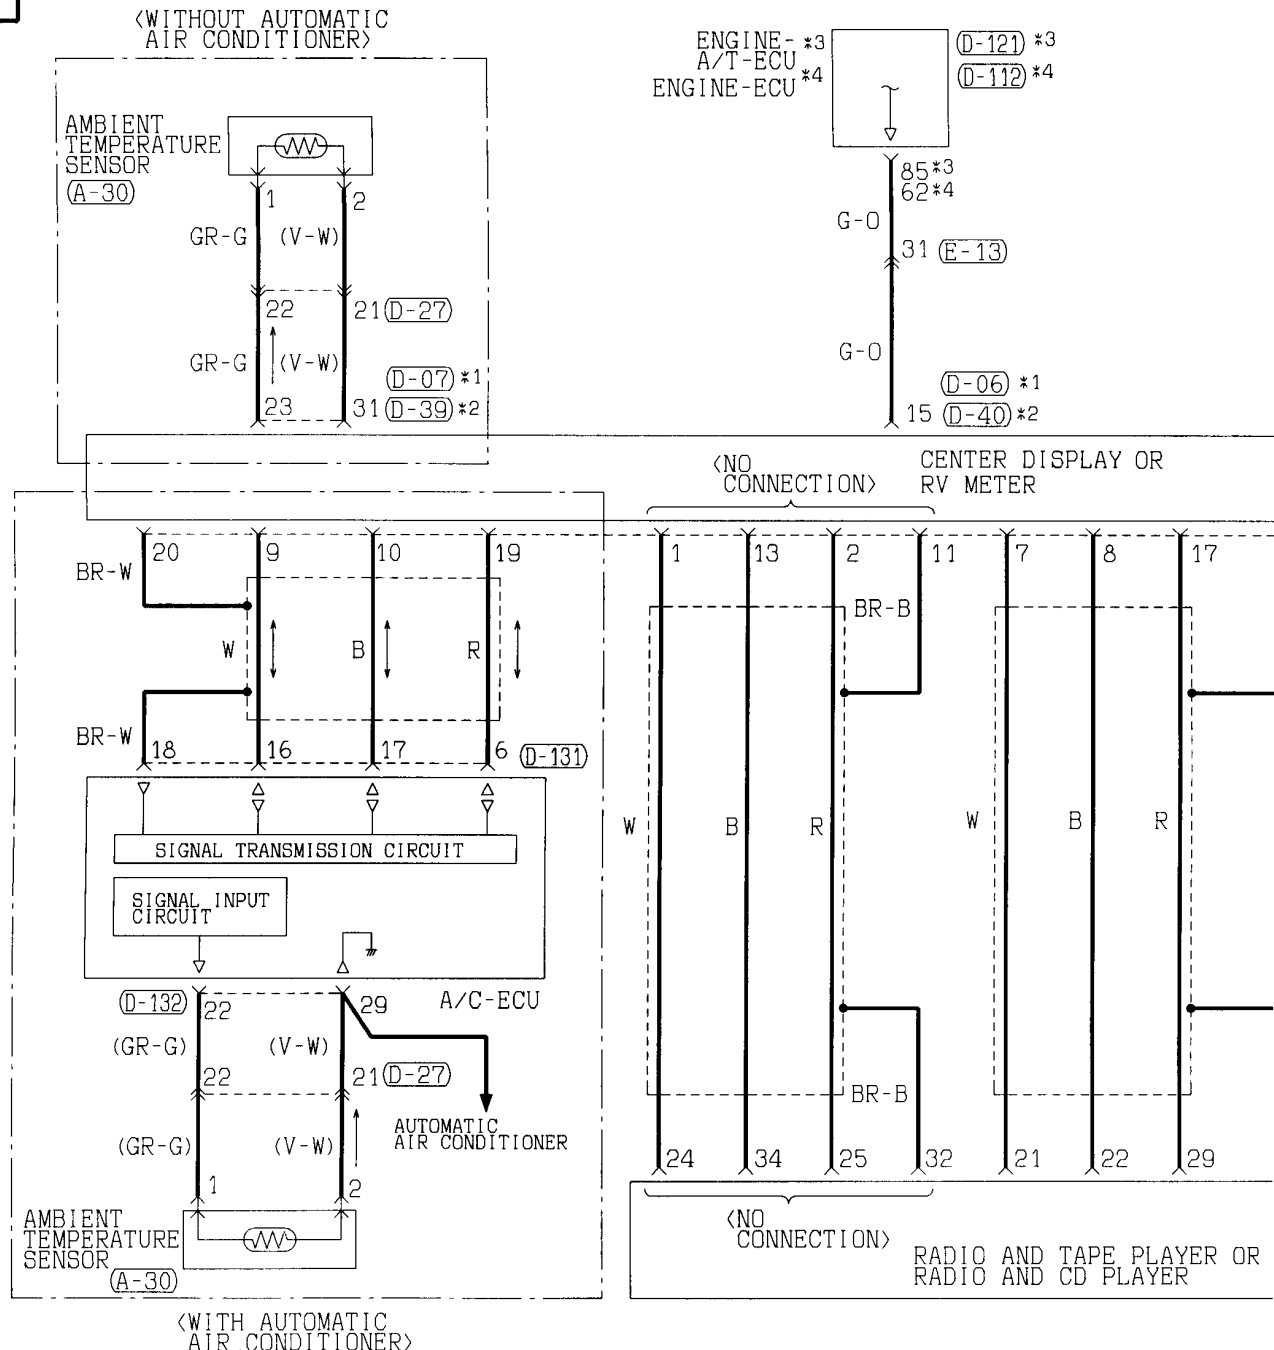 <WITHOUT AUTOMATIC
AIR CONDITIONER>
AMBIENT
TEMPERATURE
SENSOR
A-30
1
2
GR-G
(V-W)
22
21
D-27
GR-G
(V-W)
D-07 *1
23
31
D-39 *2
ENGINE- *3
A/T-ECU
ENGINE-ECU *4
D-121 *3
D-112 *4
85*3
62*4
G-O
31
E-13
G-O
D-06 *1
15
D-40 *2
<NO
CONNECTION>
CENTER DISPLAY OR
RV METER
20
9
10
19
1
13
2
11
7
8
17
BR-W
BR-B
W
B
R
BR-W
18
16
17
6
D-131
W
B
R
W
B
R
SIGNAL TRANSMISSION CIRCUIT
SIGNAL INPUT
CIRCUIT
D-132
22
29
A/C-ECU
(GR-G)
(V-W)
22
21
D-27
BR-B
AUTOMATIC
AIR CONDITIONER
(GR-G)
(V-W)
1
2
24
34
25
32
21
22
29
AMBIENT
TEMPERATURE
SENSOR
A-30
<NO
CONNECTION>
RADIO AND TAPE PLAYER OR
RADIO AND CD PLAYER
<WITH AUTOMATIC
AIR CONDITIONER>